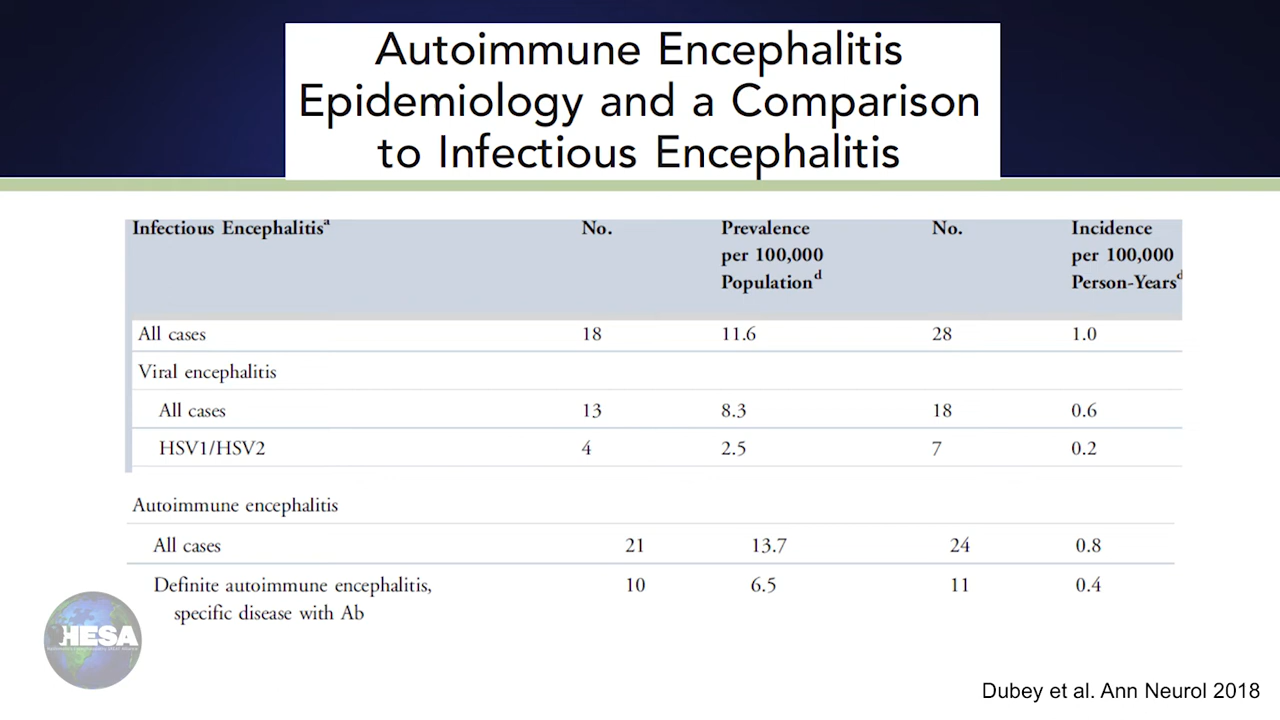 Autoimmune Encephalitis
Epidemiology and a Comparison
to Infectious Encephalitis
Infectious Encephalitisᵃ No. Prevalence per 100,000 Populationᵈ No. Incidence per 100,000 Person-Yearsᵈ
All cases 18 11.6 28 1.0
Viral encephalitis
All cases 13 8.3 18 0.6
HSV1/HSV2 4 2.5 7 0.2
Autoimmune encephalitis
All cases 21 13.7 24 0.8
Definite autoimmune encephalitis, 10 6.5 11 0.4
specific disease with Ab
HESA
Dubey et al. Ann Neurol 2018